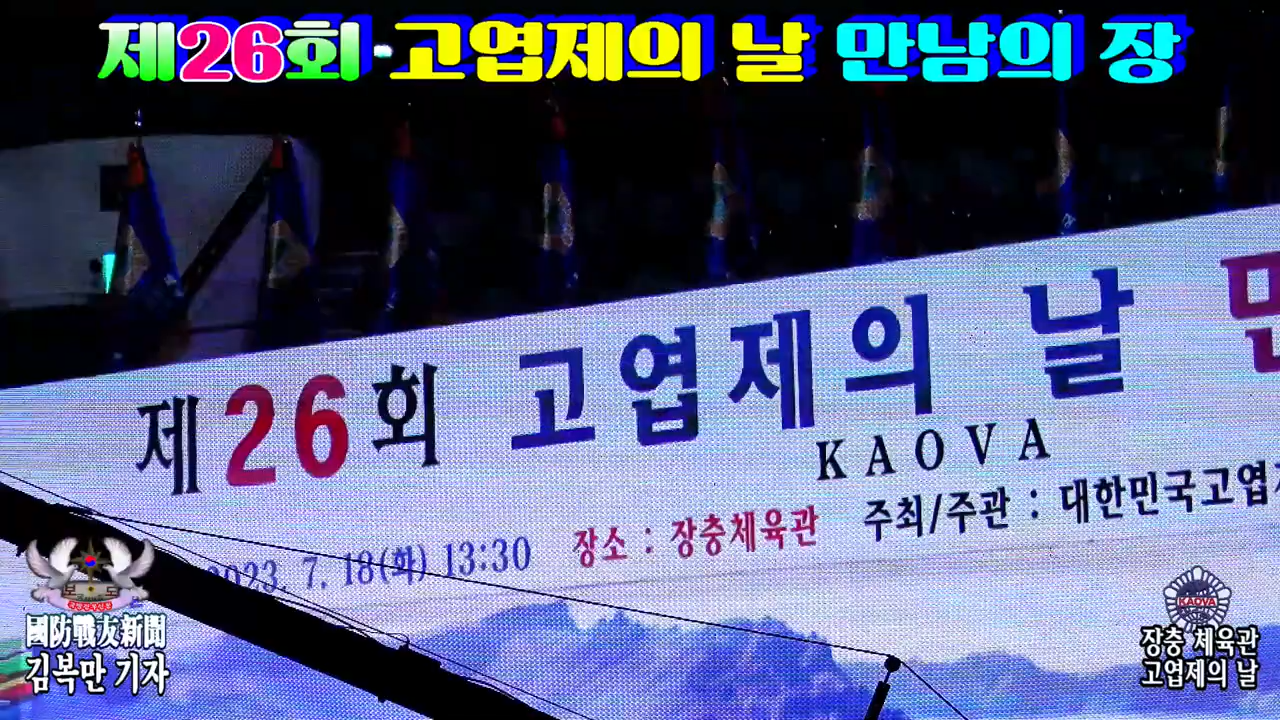 제26회 고엽제의 날 만남의 장
제26회 고엽제의 날
KAOVA
2023. 7. 18(화) 13:30 장소 : 장충체육관 주최/주관 : 대한민국고엽
國防戰友新聞
김복만 기자
KAOVA
장충 체육관
고엽제의 날